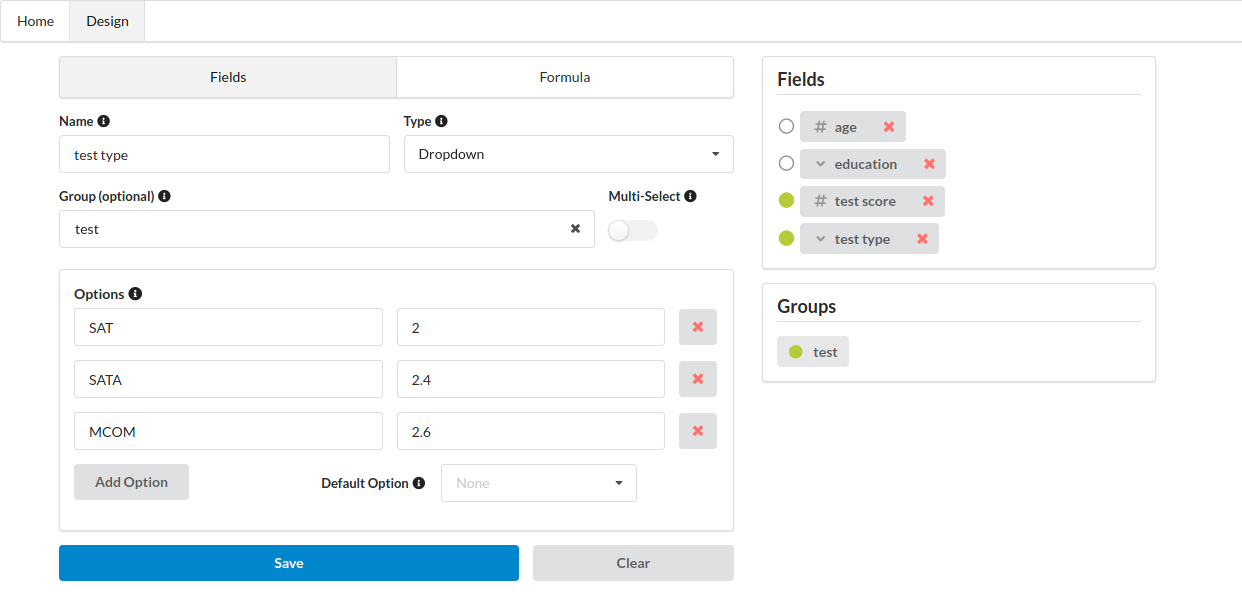 Home Design
Fields Formula
Name Type
test type Dropdown
Group (optional) Multi-Select
test
Options
SAT 2
SATA 2.4
MCOM 2.6
Add Option Default Option None
Save Clear
Fields
# age
education
# test score
test type
Groups
test